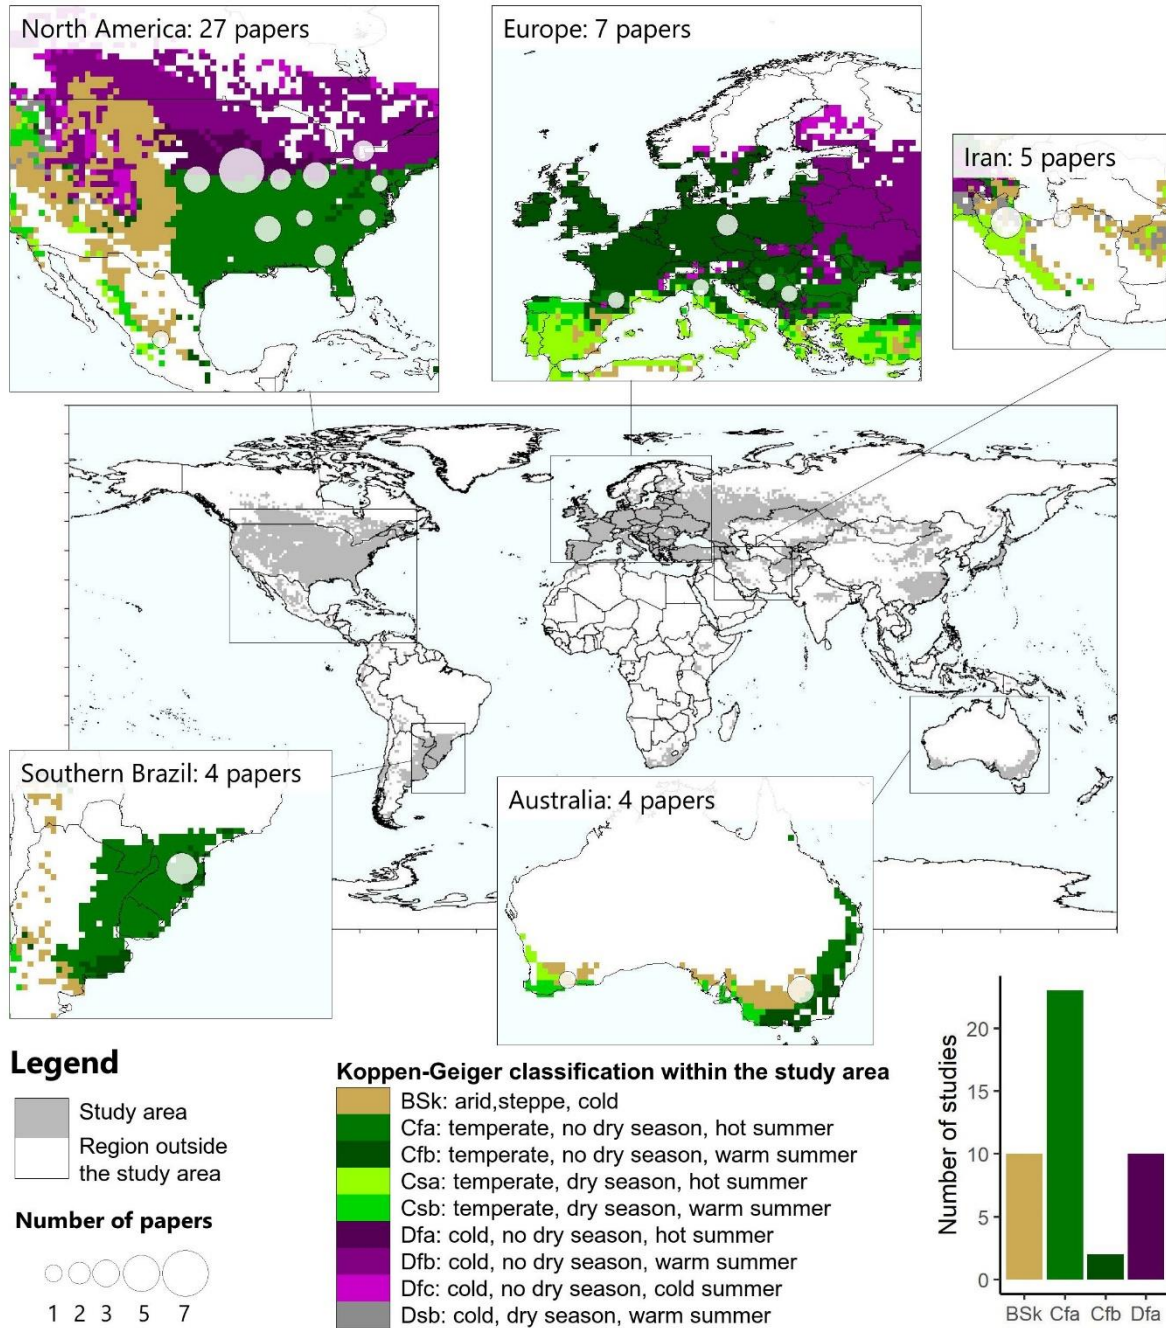 North America: 27 papers
Europe: 7 papers
Iran: 5 papers
Southern Brazil: 4 papers
Australia: 4 papers
Legend
Study area
Region outside
the study area
Number of papers
1 2 3 5 7
Koppen-Geiger classification within the study area
BSk: arid,steppe, cold
Cfa: temperate, no dry season, hot summer
Cfb: temperate, no dry season, warm summer
Csa: temperate, dry season, hot summer
Csb: temperate, dry season, warm summer
Dfa: cold, no dry season, hot summer
Dfb: cold, no dry season, warm summer
Dfc: cold, no dry season, cold summer
Dsb: cold, dry season, warm summer
Number of studies
20
15
10
5
0
BSk Cfa Cfb Dfa